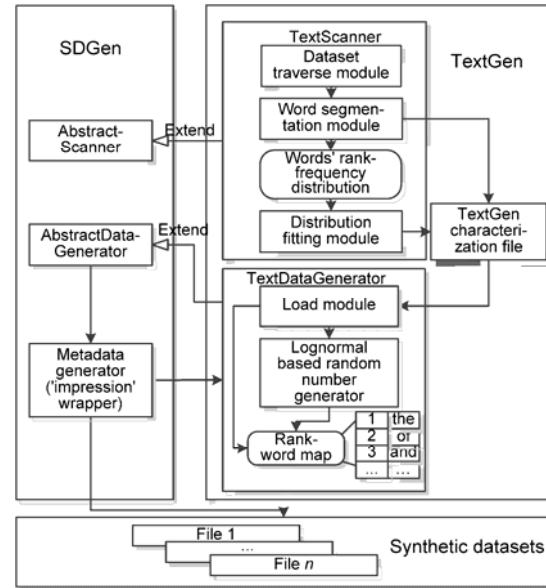 SDGen
Abstract-
Scanner
Extend
AbstractData-
Generator
Extend
Metadata
generator
('impression'
wrapper)
TextGen
TextScanner
Dataset
traverse module
Word segmen-
tation module
Words' rank-
frequency
distribution
Distribution
fitting module
TextGen
characteri-
zation file
TextDataGenerator
Load module
Lognormal
based random
number
generator
Rank-
word map
1 the
2 or
3 and
... ...
Synthetic datasets
File 1
...
File n